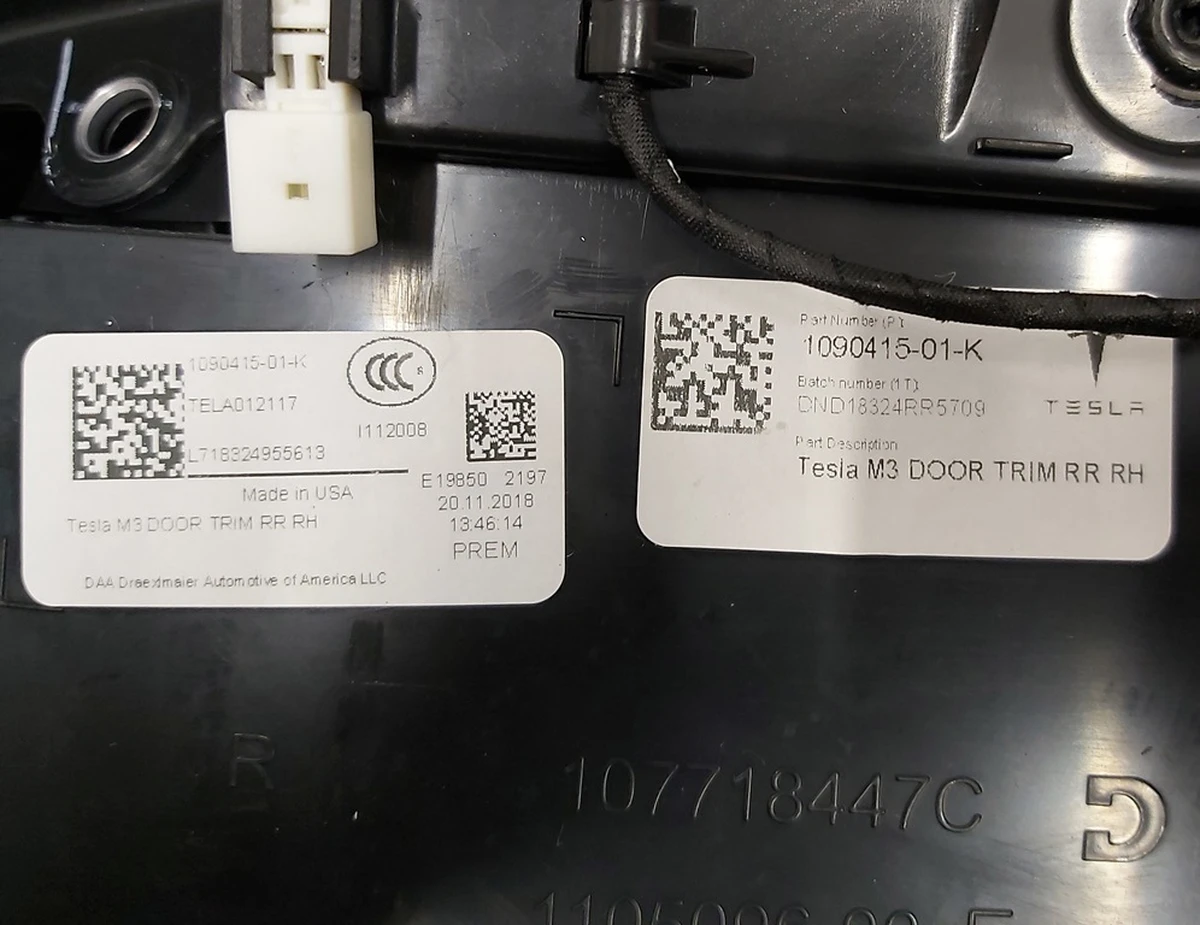 1090415-01-K
TELA012117
L718324955613
CCC S
I112008
Made in USA
Tesla M3 DOOR TRIM RR RH
E19850 2197
20.11.2018
13:46:14
PREM
DAA Draexlmaier Automotive of America LLC
Part Number (P):
1090415-01-K
Batch number (1T):
DND18324RR5709
TESLA
Part Description
Tesla M3 DOOR TRIM RR RH
R
107718447C
D